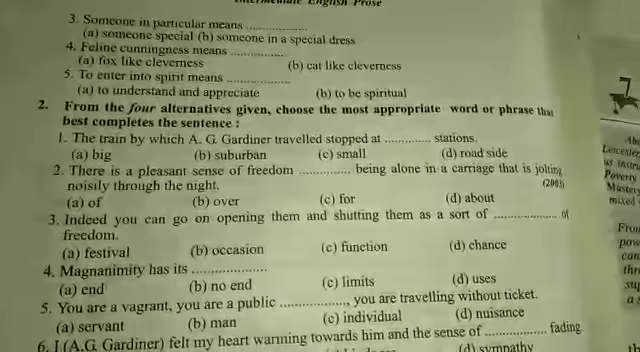 Intermediate English Prose
3. Someone in particular means ................
(a) someone special (b) someone in a special dress
4. Feline cunningness means ................
(a) fox like cleverness (b) cat like cleverness
5. To enter into spirit means ................
(a) to understand and appreciate (b) to be spiritual
2. From the four alternatives given, choose the most appropriate word or phrase that
best completes the sentence :
1. The train by which A. G. Gardiner travelled stopped at ............. stations.
(a) big (b) suburban (c) small (d) road side
2. There is a pleasant sense of freedom .............. being alone in a carriage that is jolting
noisily through the night. (2003)
(a) of (b) over (c) for (d) about
3. Indeed you can go on opening them and shutting them as a sort of .................. of
freedom.
(a) festival (b) occasion (c) function (d) chance
4. Magnanimity has its ...................
(a) end (b) no end (c) limits (d) uses
5. You are a vagrant, you are a public .................., you are travelling without ticket.
(a) servant (b) man (c) individual (d) nuisance
6. I (A.G. Gardiner) felt my heart warming towards him and the sense of ................ fading
(d) sympathy
Leicester
Poverty
mixed
From